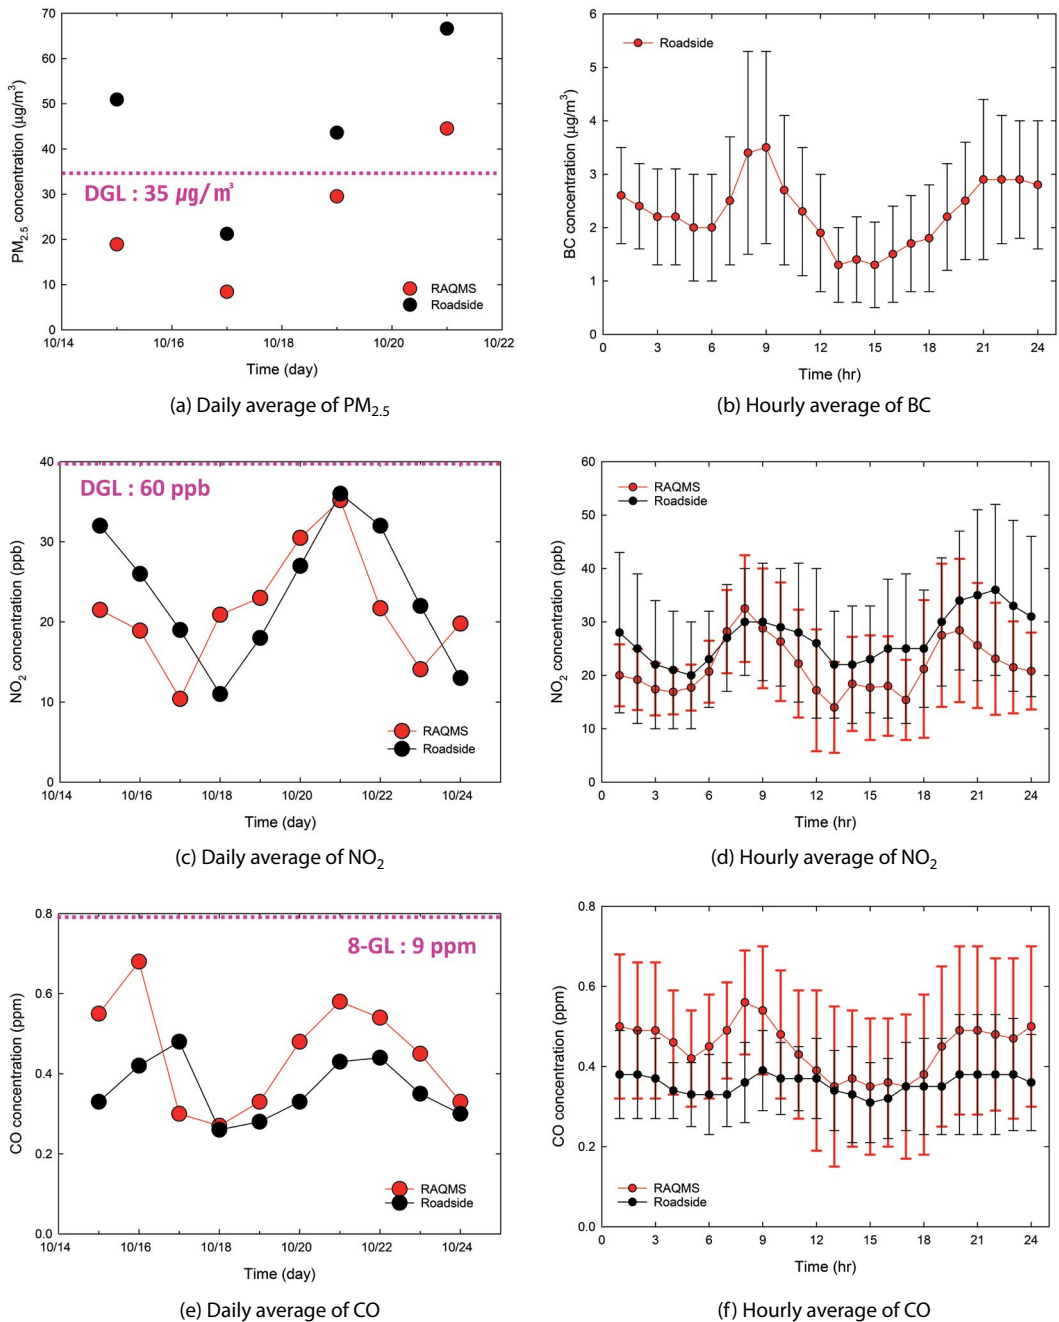 70
60
50
40
30
20
10
0
PM2.5 concentration (μg/m3)
DGL : 35 ㎍/㎥
RAQMS
Roadside
10/14
10/16
10/18
10/20
10/22
Time (day)
(a) Daily average of PM2.5
6
5
4
3
2
1
0
BC concentration (μg/m3)
Roadside
0
3
6
9
12
15
18
21
24
Time (hr)
(b) Hourly average of BC
40
30
20
10
0
NO2 concentration (ppb)
DGL : 60 ppb
RAQMS
Roadside
10/14
10/16
10/18
10/20
10/22
10/24
Time (day)
(c) Daily average of NO2
60
50
40
30
20
10
0
NO2 concentration (ppb)
RAQMS
Roadside
0
3
6
9
12
15
18
21
24
Time (hr)
(d) Hourly average of NO2
0.8
0.6
0.4
0.2
0.0
CO concentration (ppm)
8-GL : 9 ppm
RAQMS
Roadside
10/14
10/16
10/18
10/20
10/22
10/24
Time (day)
(e) Daily average of CO
0.8
0.6
0.4
0.2
0.0
CO concentration (ppm)
RAQMS
Roadside
0
3
6
9
12
15
18
21
24
Time (hr)
(f) Hourly average of CO